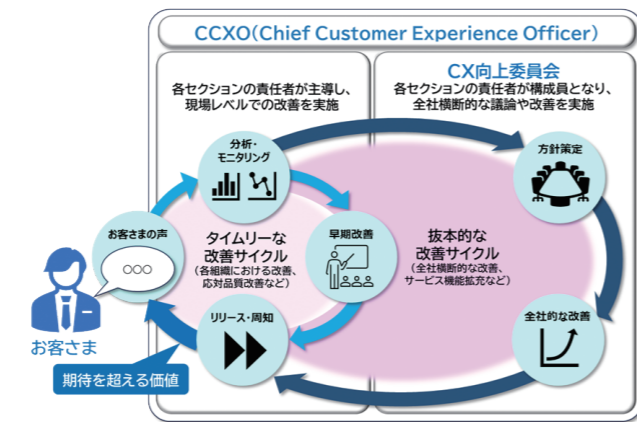 CCXO(Chief Customer Experience Officer)
各セクションの責任者が主導し、
現場レベルでの改善を実施
CX向上委員会
各セクションの責任者が構成員となり、
全社横断的な議論や改善を実施
分析・
モニタリング
方針策定
お客さまの声
○○○
タイムリーな
改善サイクル
(各組織における改善、
応対品質改善など)
早期改善
抜本的な
改善サイクル
(全社横断的な改善、
サービス機能拡充など)
リリース・周知
全社的な改善
お客さま
期待を超える価値